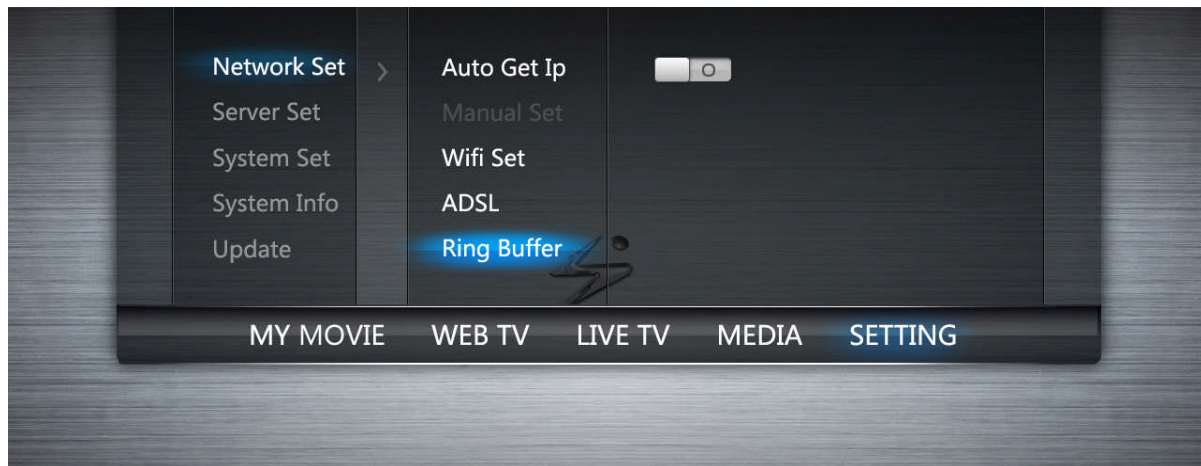 Network Set
Server Set
System Set
System Info
Update
Auto Get Ip
Manual Set
Wifi Set
ADSL
Ring Buffer
MY MOVIE WEB TV LIVE TV MEDIA SETTING